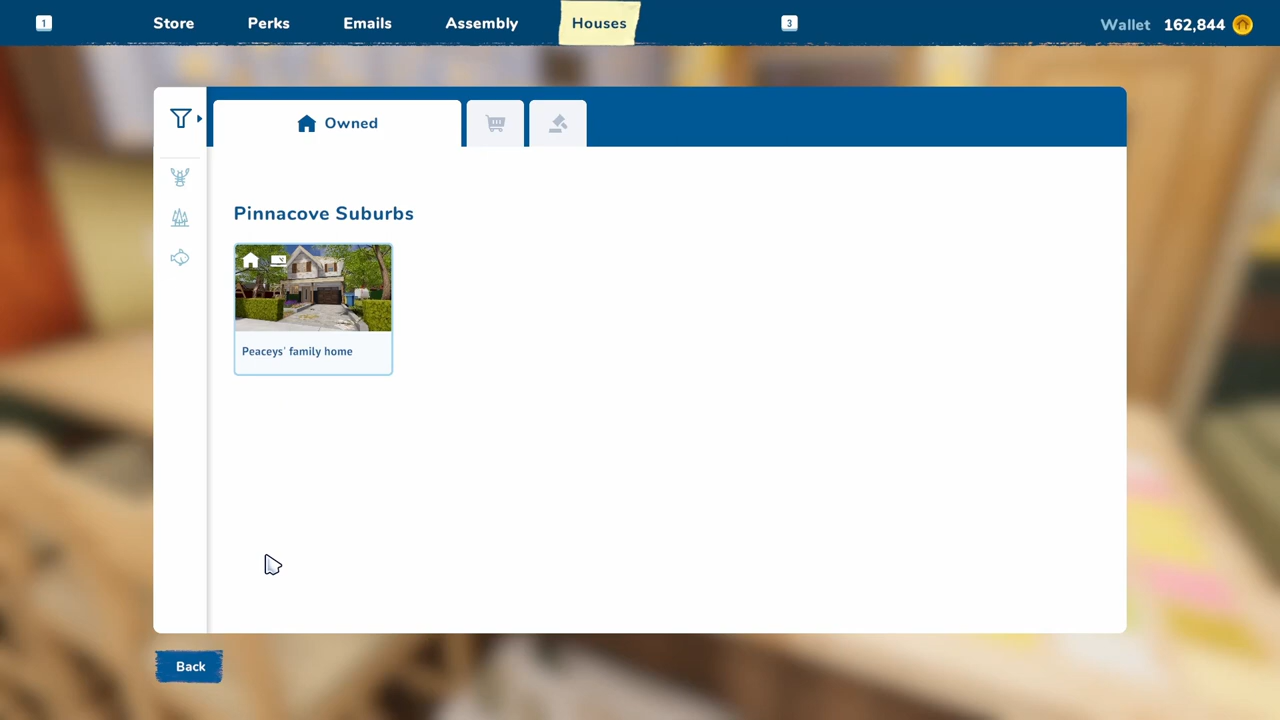 1 Store Perks Emails Assembly Houses 3 Wallet 162,844
Owned
Pinnacove Suburbs
Peaceys' family home
Back